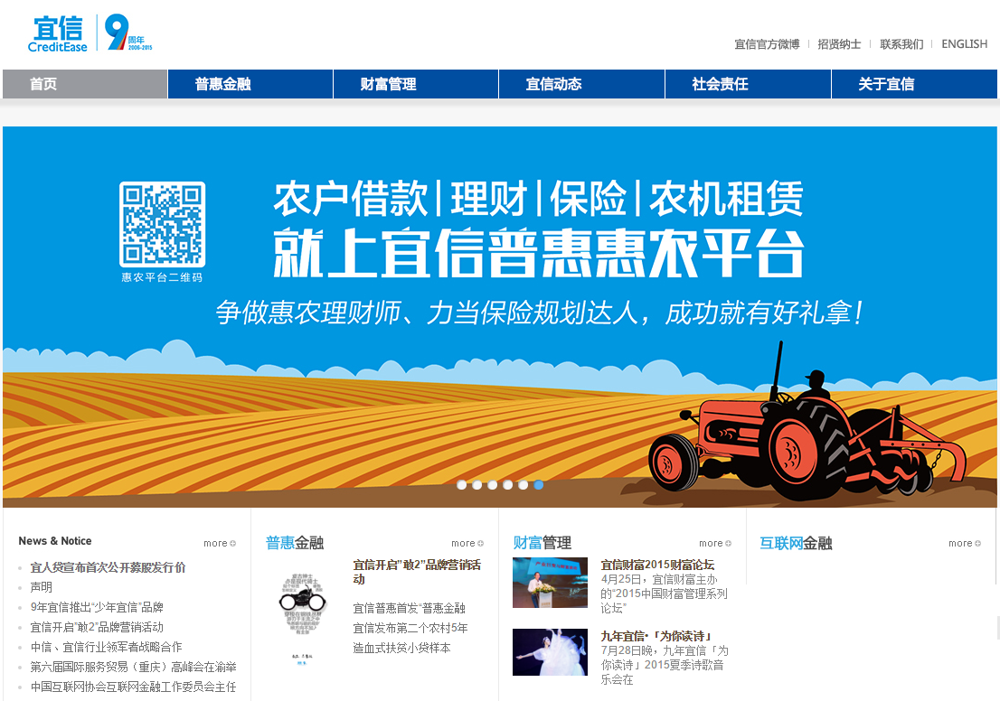 宜信
CreditEase
9
周年
2006-2015
宜信官方微博
招贤纳士
联系我们
ENGLISH
首页
普惠金融
财富管理
宜信动态
社会责任
关于宜信
惠农平台二维码
农户借款|理财|保险|农机租赁
就上宜信普惠惠农平台
争做惠农理财师、力当保险规划达人，成功就有好礼拿！
News & Notice
more
宜人贷宣布首次公开募股发行价
声明
9年宜信推出“少年宜信”品牌
宜信开启”敢2”品牌营销活动
中信、宜信行业领军者战略合作
第六届国际服务贸易（重庆）高峰会在渝举
中国互联网协会互联网金融工作委员会主任
普惠金融
more
宜信开启”敢2”品牌营销活
动
宜信普惠首发“普惠金融
宜信发布第二个农村5年
造血式扶贫小贷样本
财富管理
more
宜信财富2015财富论坛
4月25日，宜信财富主办
的“2015中国财富管理系列
论坛”
九年宜信·「为你读诗」
7月28日晚，九年宜信「为
你读诗」2015夏季诗歌音
乐会在
互联网金融
more